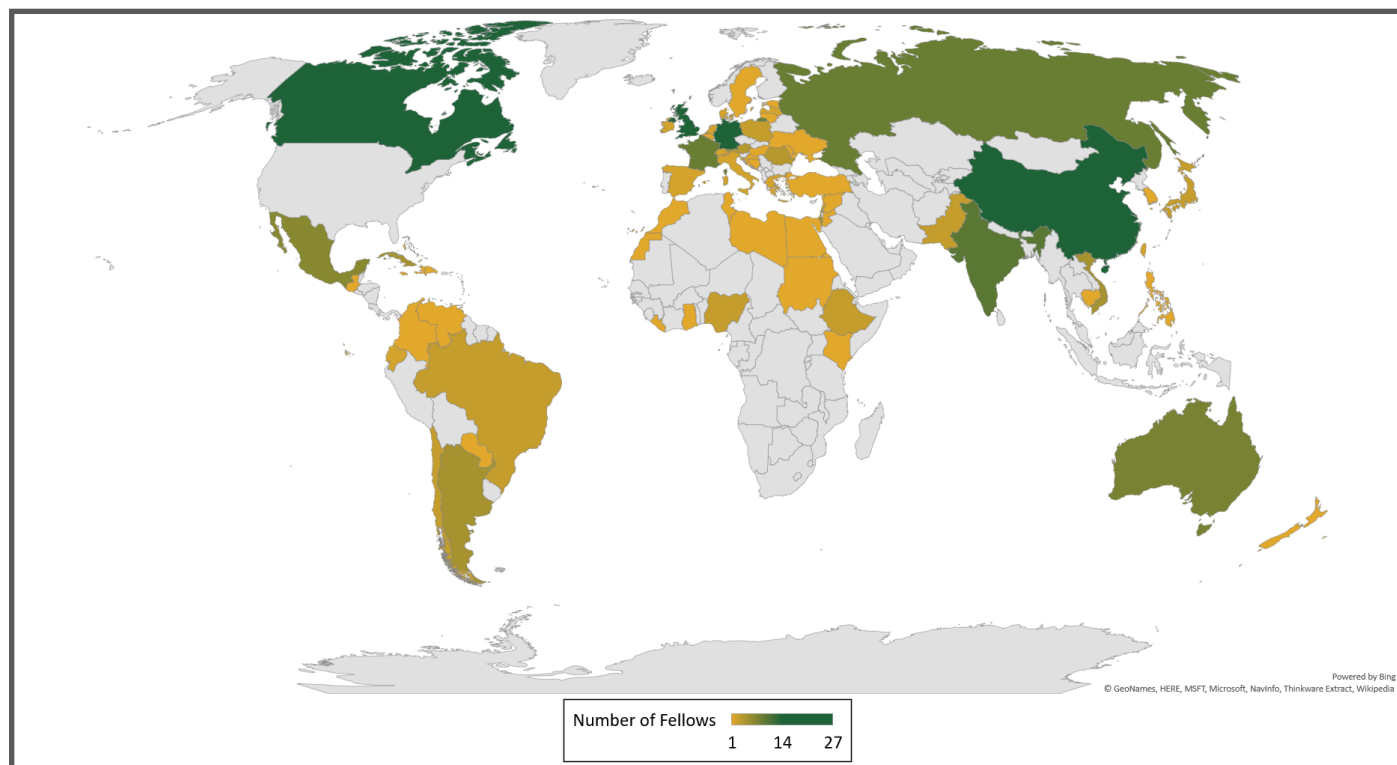 Powered by Bing
© GeoNames, HERE, MSFT, Microsoft, NavInfo, Thinkware Extract, Wikipedia
Number of Fellows
1 14 27